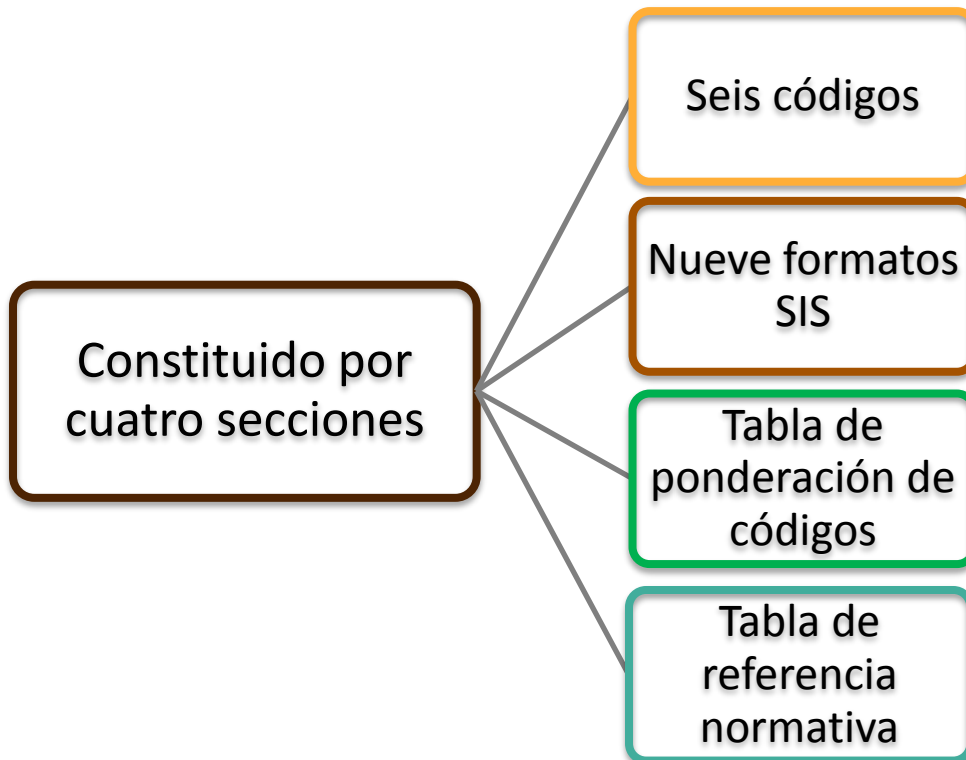 Seis códigos
Nueve formatos
SIS
Constituido por
cuatro secciones
Tabla de
ponderación de
códigos
Tabla de
referencia
normativa